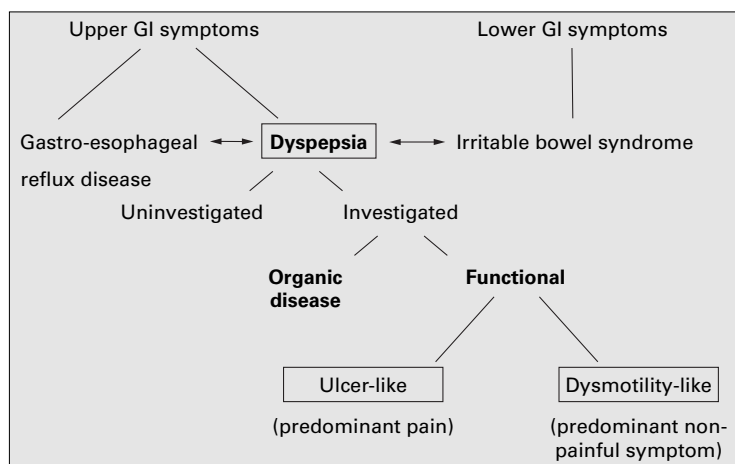 Upper GI symptoms
Lower GI symptoms
Gastro-esophageal
reflux disease
Dyspepsia
Irritable bowel syndrome
Uninvestigated
Investigated
Organic
disease
Functional
Ulcer-like
(predominant pain)
Dysmotility-like
(predominant non-
painful symptom)